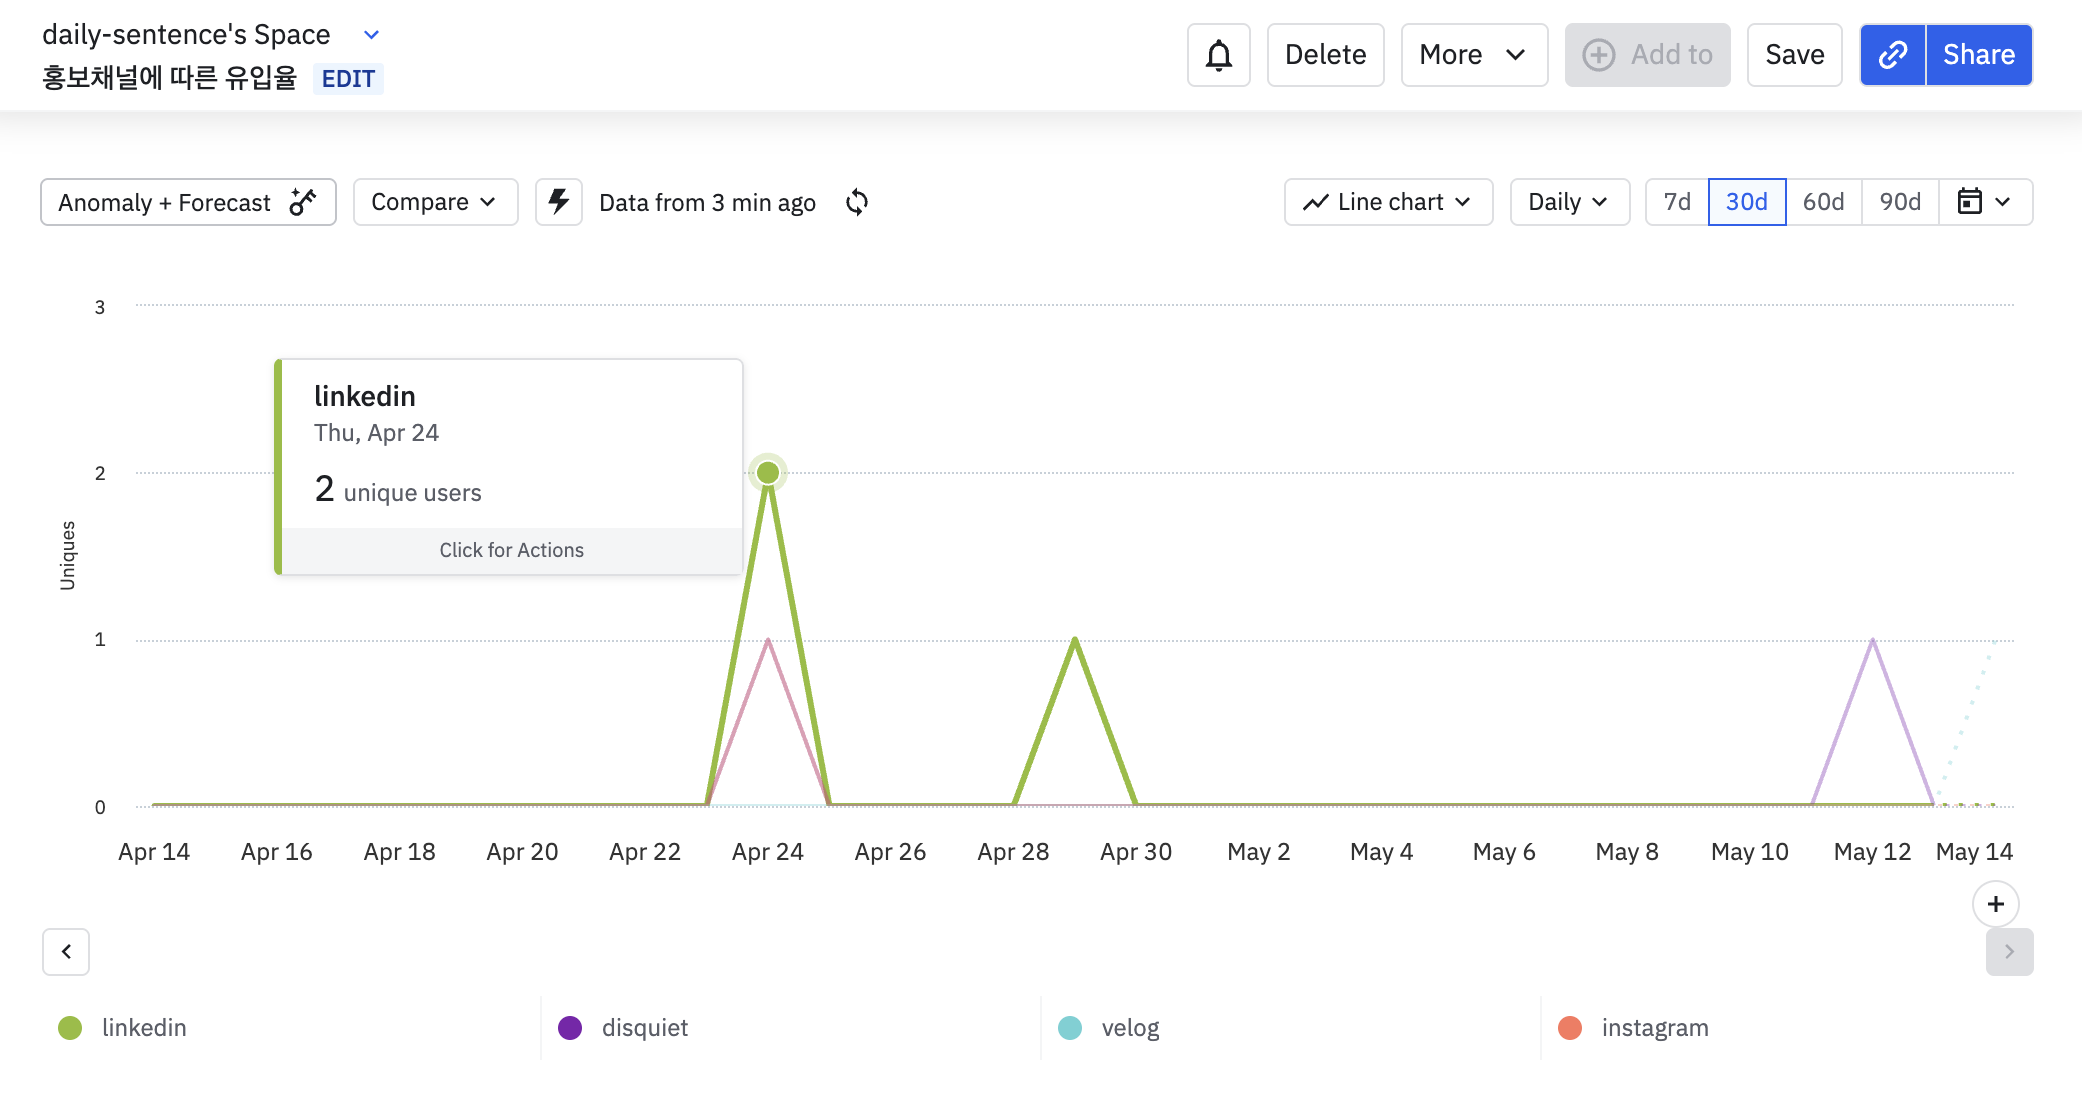 daily-sentence's Space
홍보채널에 따른 유입율 EDIT
Delete
More
Add to
Save
Share
Anomaly + Forecast
Compare
Data from 3 min ago
Line chart
Daily
7d
30d
60d
90d
3
2
1
0
Uniques
linkedin
Thu, Apr 24
2 unique users
Click for Actions
Apr 14
Apr 16
Apr 18
Apr 20
Apr 22
Apr 24
Apr 26
Apr 28
Apr 30
May 2
May 4
May 6
May 8
May 10
May 12
May 14
linkedin
disquiet
velog
instagram